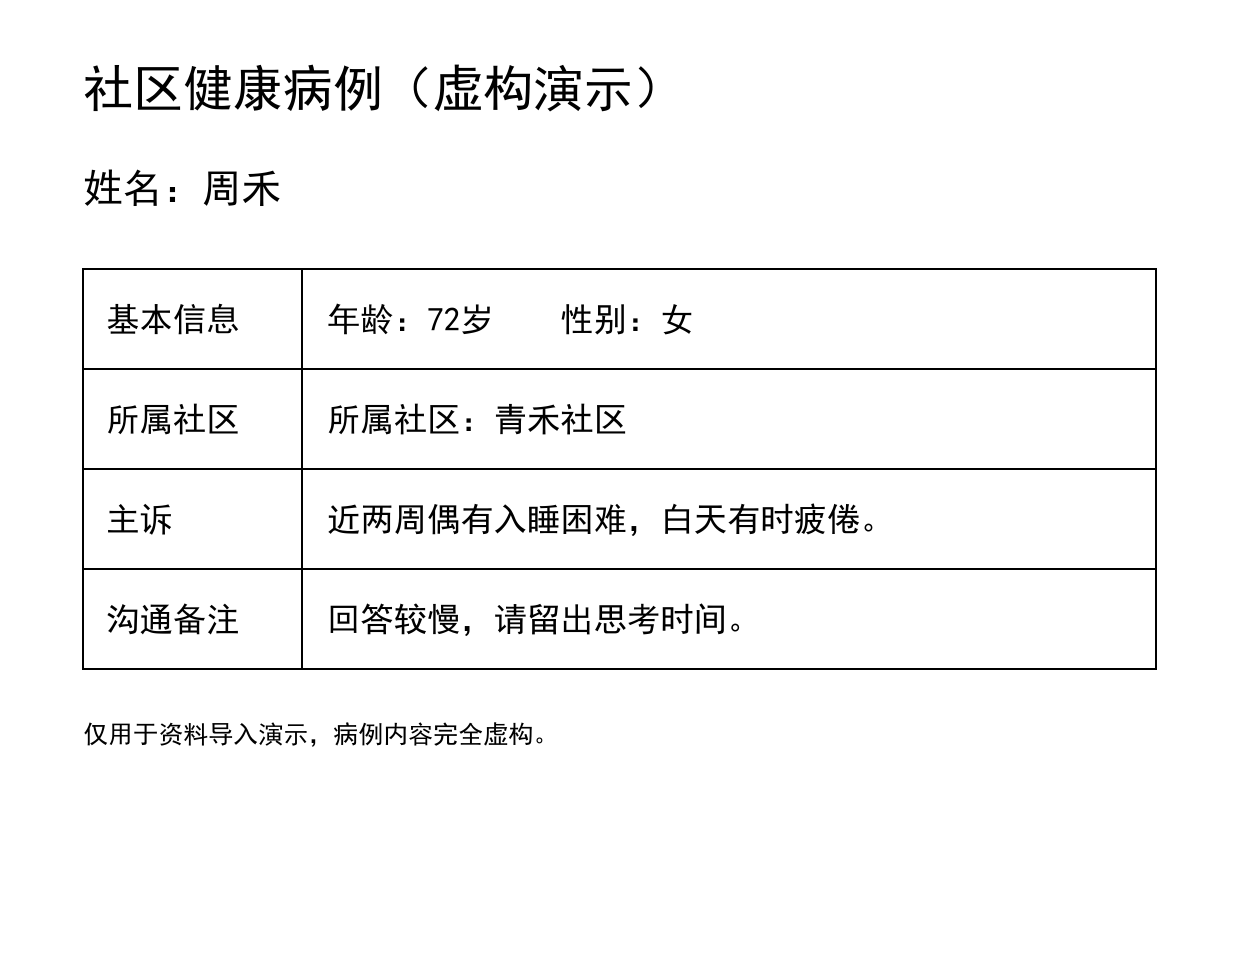 社区健康病例（虚构演示）
姓名：周禾
基本信息 年龄：72岁 性别：女
所属社区 所属社区：青禾社区
主诉 近两周偶有入睡困难，白天有时疲倦。
沟通备注 回答较慢，请留出思考时间。
仅用于资料导入演示，病例内容完全虚构。